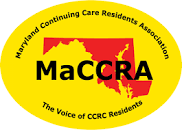 Maryland Continuing Care Residents Association
MaCCRA
The Voice of CCRC Residents